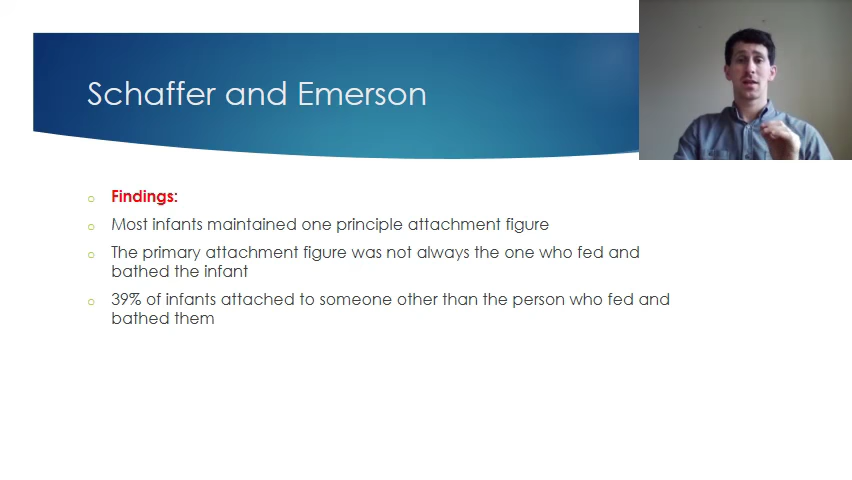 Schaffer and Emerson
Findings:
Most infants maintained one principle attachment figure
The primary attachment figure was not always the one who fed and
bathed the infant
39% of infants attached to someone other than the person who fed and
bathed them